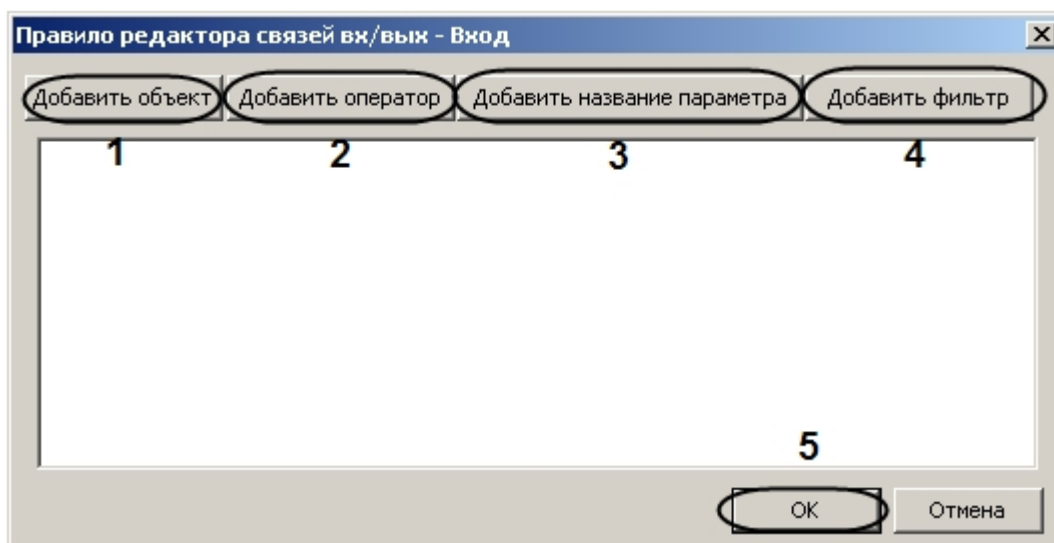 Правило редактора связей вх/вых - Вход
Добавить объект Добавить оператор Добавить название параметра Добавить фильтр
1 2 3 4
5
OK Отмена